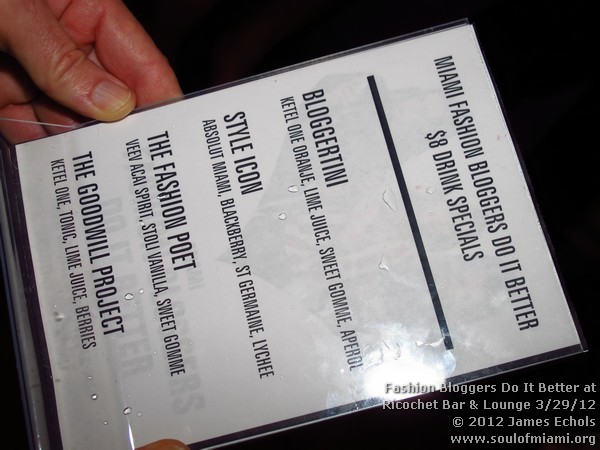 MIAMI FASHION BLOGGERS DO IT BETTER
$8 DRINK SPECIALS
BLOGGERTINI
KETEL ONE ORANJE, LIME JUICE, SWEET GOMME, APEROL
STYLE ICON
ABSOLUT MIAMI, BLACKBERRY, ST GERMAINE, LYCHEE
THE FASHION POET
VEEV ACAI SPIRIT, STOLI VANILLA, SWEET GOMME
THE GOODWILL PROJECT
KETEL ONE, TONIC, LIME JUICE, BERRIES
Fashion Bloggers Do It Better at
Ricochet Bar & Lounge 3/29/12
© 2012 James Echols
www.soulofmiami.org